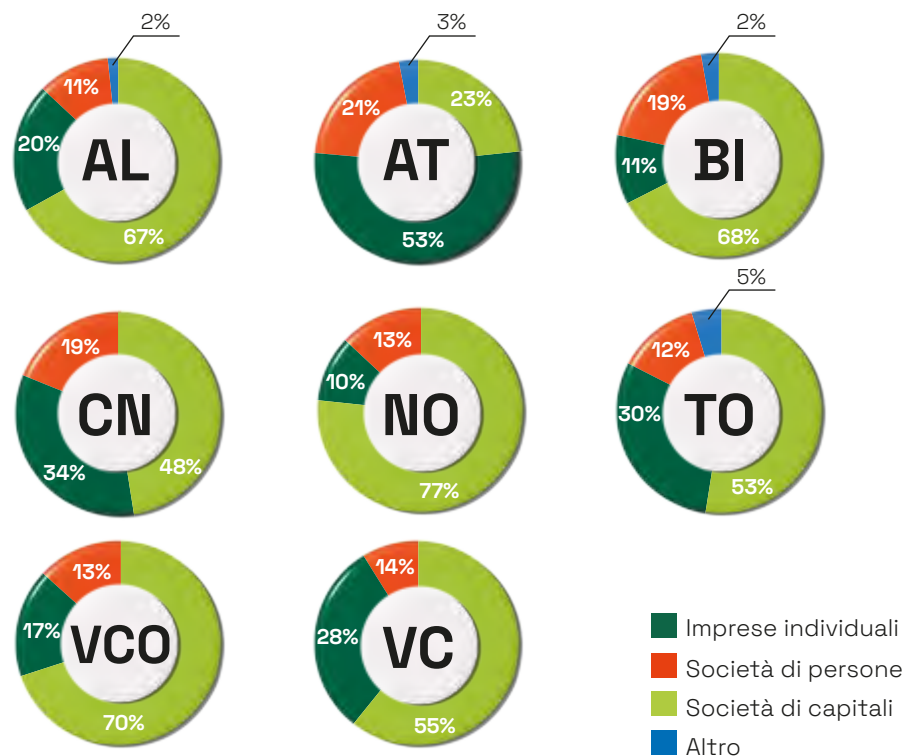 2%
11%
20%
AL
67%
3%
21%
23%
AT
53%
2%
19%
11%
BI
68%
19%
CN
34%
48%
13%
10%
NO
77%
5%
12%
30%
TO
53%
13%
17%
VCO
70%
14%
28%
VC
55%
Imprese individuali
Società di persone
Società di capitali
Altro